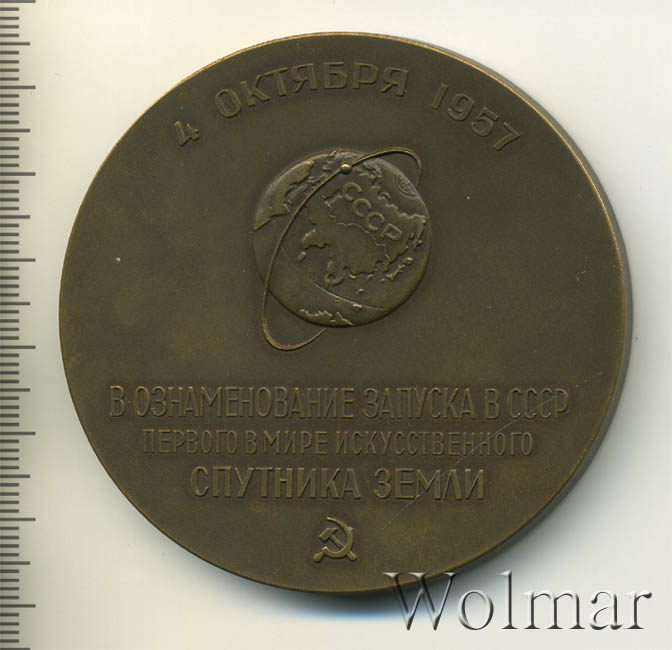 4 ОКТЯБРЯ 1957
СССР
В ОЗНАМЕНОВАНИЕ ЗАПУСКА В СССР
ПЕРВОГО В МИРЕ ИСКУССТВЕННОГО
СПУТНИКА ЗЕМЛИ
Wolmar